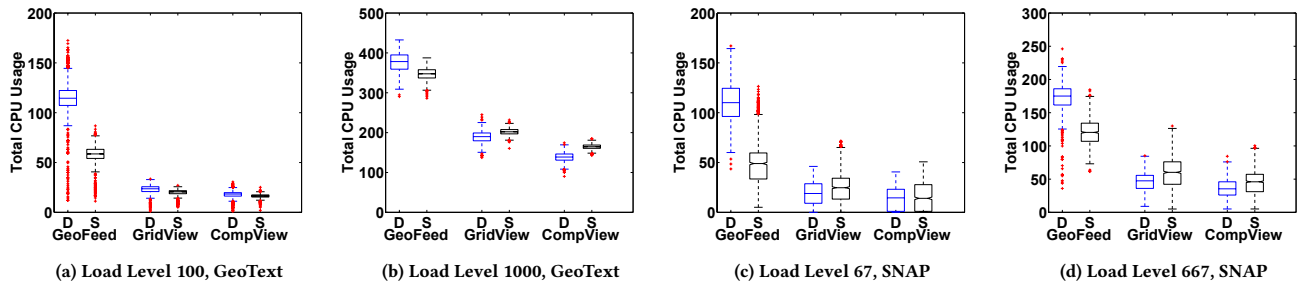 Total CPU Usage
200
150
100
50
0
D S D S D S
GeoFeed GridView CompView
(a) Load Level 100, GeoText
Total CPU Usage
500
400
300
200
100
0
D S D S D S
GeoFeed GridView CompView
(b) Load Level 1000, GeoText
Total CPU Usage
200
150
100
50
0
D S D S D S
GeoFeed GridView CompView
(c) Load Level 67, SNAP
Total CPU Usage
300
250
200
150
100
50
0
D S D S D S
GeoFeed GridView CompView
(d) Load Level 667, SNAP